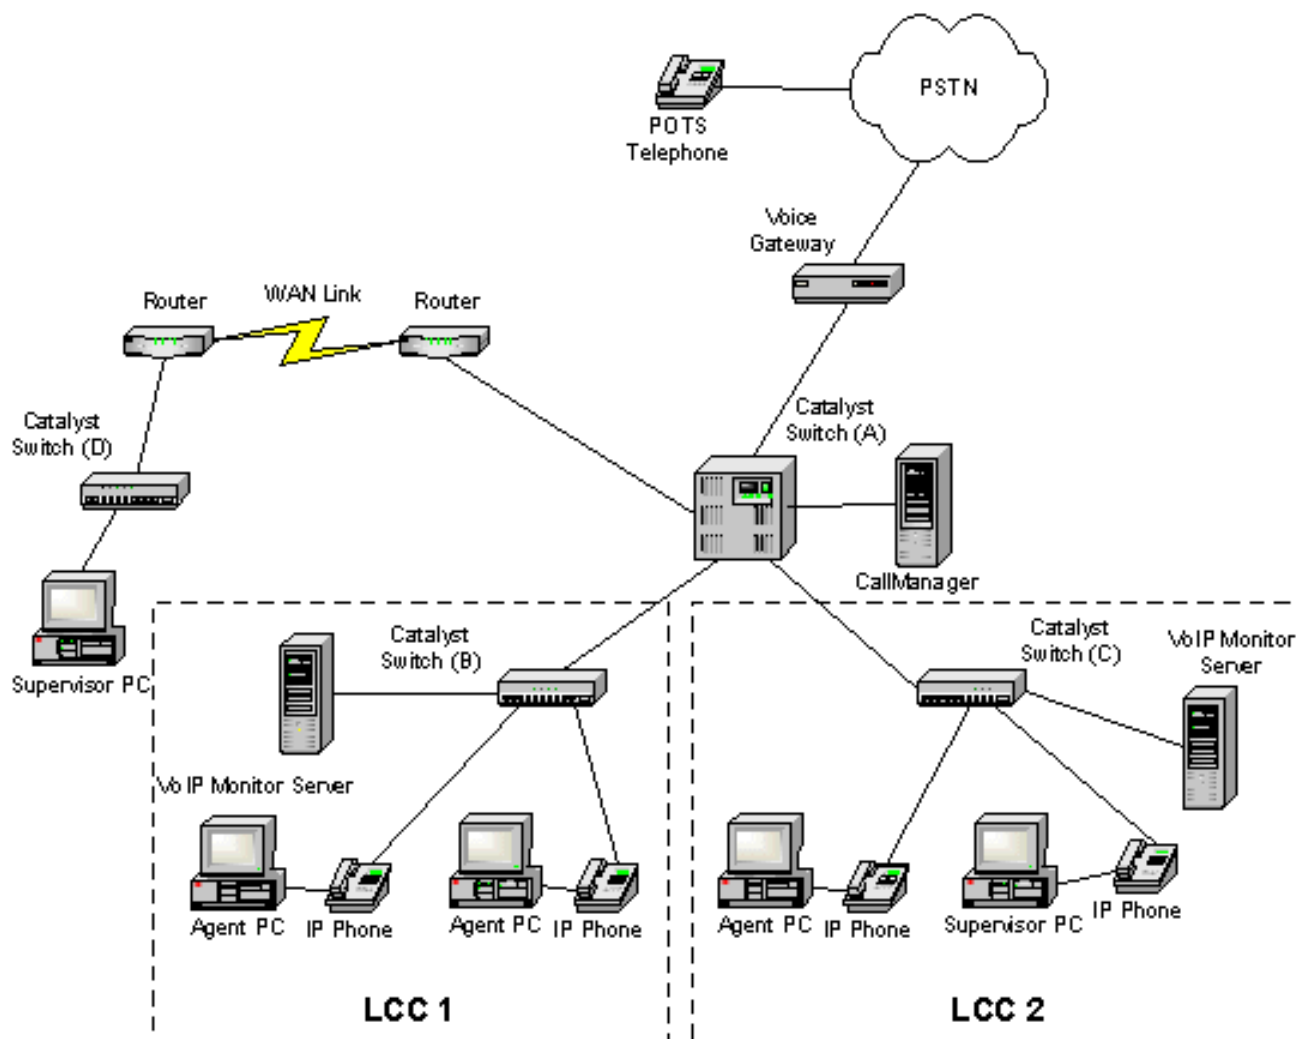 PSTN
POTS
Telephone
Voice
Gateway
Router
WAN Link
Router
Catalyst
Switch (D)
Catalyst
Switch (A)
CallManager
Supervisor PC
Catalyst
Switch (B)
VoIP Monitor Server
Agent PC
IP Phone
Agent PC
IP Phone
LCC 1
Catalyst
Switch (C)
VoIP Monitor
Server
Agent PC
IP Phone
Supervisor PC
IP Phone
LCC 2